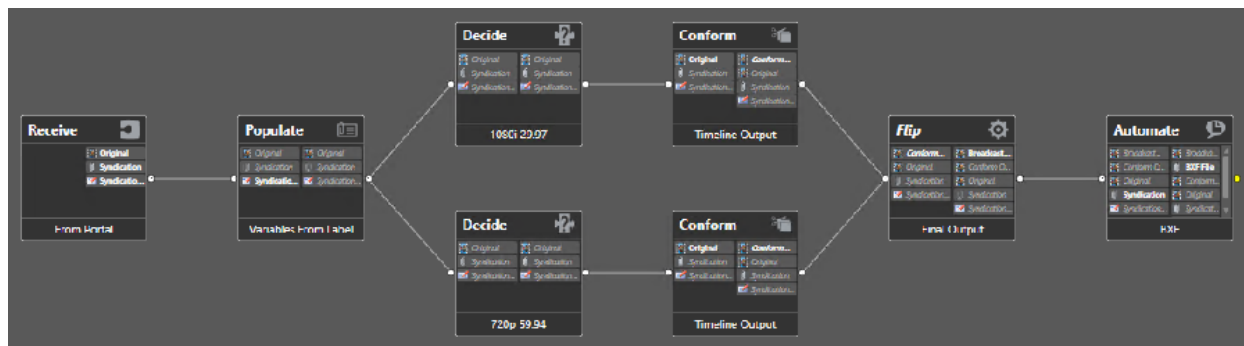 Receive
Original
Syndication
Syndicatio...
From Portal
Populate
Original Original
Syndication Syndication
Syndicatio... Syndication...
Variables From Label
Decide
Original Original
Syndication Syndication
Syndication... Syndication...
1080i 29.97
Conform
Original Conform...
Syndication Original
Syndication... Syndication
Syndication...
Timeline Output
Decide
Original Original
Syndication Syndication
Syndication... Syndication...
720p 59.94
Conform
Original Conform...
Syndication Original
Syndication... Syndication
Syndication...
Timeline Output
Flip
Conform... Broadcast...
Original Conform O...
Syndication Original
Syndication... Syndication
Syndication...
Final Output
Automate
Broadcast... Broadca...
Conform O... BXF File
Original Conform...
Syndication Original
Syndication... Syndicat...
BXF